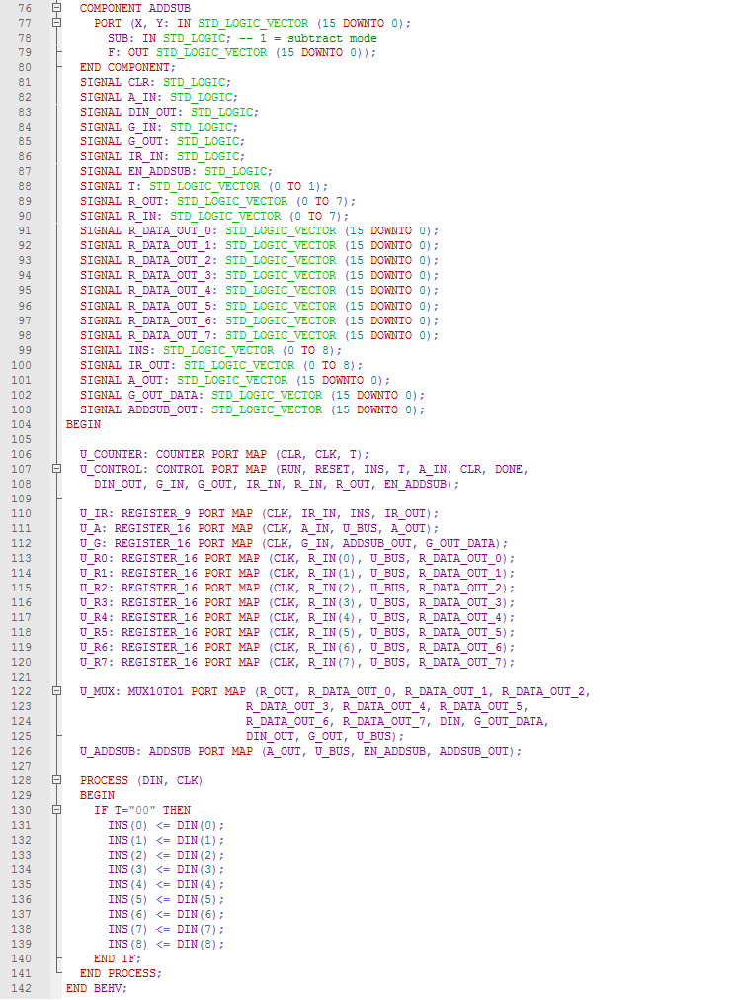 76 COMPONENT ADDSUB
77 PORT (X, Y: IN STD_LOGIC_VECTOR (15 DOWNTO 0);
78 SUB: IN STD_LOGIC; -- 1 = subtract mode
79 F: OUT STD_LOGIC_VECTOR (15 DOWNTO 0));
80 END COMPONENT;
81 SIGNAL CLR: STD_LOGIC;
82 SIGNAL A_IN: STD_LOGIC;
83 SIGNAL DIN_OUT: STD_LOGIC;
84 SIGNAL G_IN: STD_LOGIC;
85 SIGNAL G_OUT: STD_LOGIC;
86 SIGNAL IR_IN: STD_LOGIC;
87 SIGNAL EN_ADDSUB: STD_LOGIC;
88 SIGNAL T: STD_LOGIC_VECTOR (0 TO 1);
89 SIGNAL R_OUT: STD_LOGIC_VECTOR (0 TO 7);
90 SIGNAL R_IN: STD_LOGIC_VECTOR (0 TO 7);
91 SIGNAL R_DATA_OUT_0: STD_LOGIC_VECTOR (15 DOWNTO 0);
92 SIGNAL R_DATA_OUT_1: STD_LOGIC_VECTOR (15 DOWNTO 0);
93 SIGNAL R_DATA_OUT_2: STD_LOGIC_VECTOR (15 DOWNTO 0);
94 SIGNAL R_DATA_OUT_3: STD_LOGIC_VECTOR (15 DOWNTO 0);
95 SIGNAL R_DATA_OUT_4: STD_LOGIC_VECTOR (15 DOWNTO 0);
96 SIGNAL R_DATA_OUT_5: STD_LOGIC_VECTOR (15 DOWNTO 0);
97 SIGNAL R_DATA_OUT_6: STD_LOGIC_VECTOR (15 DOWNTO 0);
98 SIGNAL R_DATA_OUT_7: STD_LOGIC_VECTOR (15 DOWNTO 0);
99 SIGNAL INS: STD_LOGIC_VECTOR (0 TO 8);
100 SIGNAL IR_OUT: STD_LOGIC_VECTOR (0 TO 8);
101 SIGNAL A_OUT: STD_LOGIC_VECTOR (15 DOWNTO 0);
102 SIGNAL G_OUT_DATA: STD_LOGIC_VECTOR (15 DOWNTO 0);
103 SIGNAL ADDSUB_OUT: STD_LOGIC_VECTOR (15 DOWNTO 0);
104 BEGIN
105
106 U_COUNTER: COUNTER PORT MAP (CLR, CLK, T);
107 U_CONTROL: CONTROL PORT MAP (RUN, RESET, INS, T, A_IN, CLR, DONE,
108 DIN_OUT, G_IN, G_OUT, IR_IN, R_IN, R_OUT, EN_ADDSUB);
109
110 U_IR: REGISTER_9 PORT MAP (CLK, IR_IN, INS, IR_OUT);
111 U_A: REGISTER_16 PORT MAP (CLK, A_IN, U_BUS, A_OUT);
112 U_G: REGISTER_16 PORT MAP (CLK, G_IN, ADDSUB_OUT, G_OUT_DATA);
113 U_R0: REGISTER_16 PORT MAP (CLK, R_IN(0), U_BUS, R_DATA_OUT_0);
114 U_R1: REGISTER_16 PORT MAP (CLK, R_IN(1), U_BUS, R_DATA_OUT_1);
115 U_R2: REGISTER_16 PORT MAP (CLK, R_IN(2), U_BUS, R_DATA_OUT_2);
116 U_R3: REGISTER_16 PORT MAP (CLK, R_IN(3), U_BUS, R_DATA_OUT_3);
117 U_R4: REGISTER_16 PORT MAP (CLK, R_IN(4), U_BUS, R_DATA_OUT_4);
118 U_R5: REGISTER_16 PORT MAP (CLK, R_IN(5), U_BUS, R_DATA_OUT_5);
119 U_R6: REGISTER_16 PORT MAP (CLK, R_IN(6), U_BUS, R_DATA_OUT_6);
120 U_R7: REGISTER_16 PORT MAP (CLK, R_IN(7), U_BUS, R_DATA_OUT_7);
121
122 U_MUX: MUX10TO1 PORT MAP (R_OUT, R_DATA_OUT_0, R_DATA_OUT_1, R_DATA_OUT_2,
123 R_DATA_OUT_3, R_DATA_OUT_4, R_DATA_OUT_5,
124 R_DATA_OUT_6, R_DATA_OUT_7, DIN, G_OUT_DATA,
125 DIN_OUT, G_OUT, U_BUS);
126 U_ADDSUB: ADDSUB PORT MAP (A_OUT, U_BUS, EN_ADDSUB, ADDSUB_OUT);
127
128 PROCESS (DIN, CLK)
129 BEGIN
130 IF T="00" THEN
131 INS(0) <= DIN(0);
132 INS(1) <= DIN(1);
133 INS(2) <= DIN(2);
134 INS(3) <= DIN(3);
135 INS(4) <= DIN(4);
136 INS(5) <= DIN(5);
137 INS(6) <= DIN(6);
138 INS(7) <= DIN(7);
139 INS(8) <= DIN(8);
140 END IF;
141 END PROCESS;
142 END BEHV;